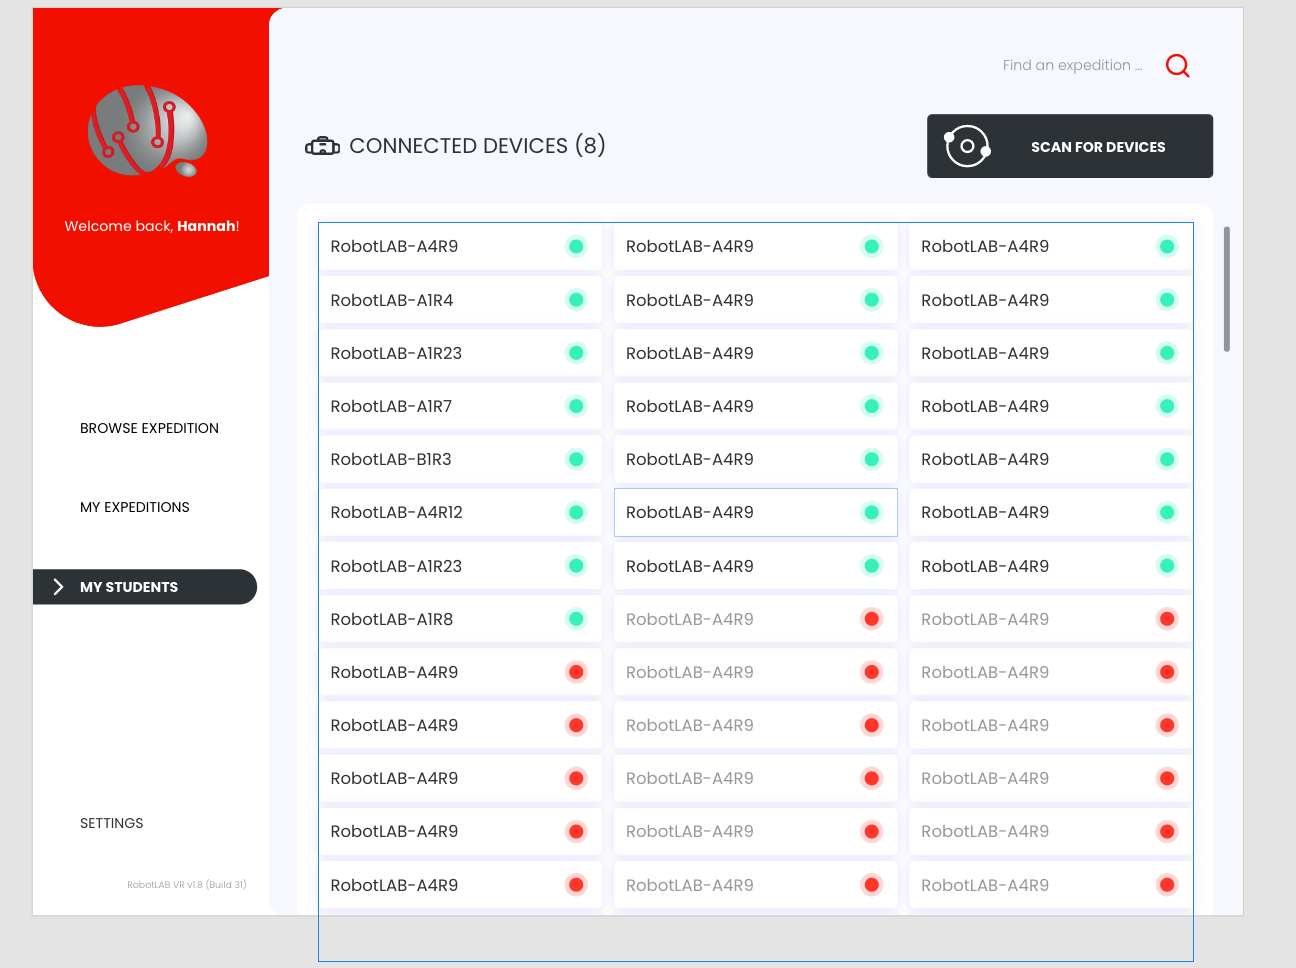 Find an expedition ...
CONNECTED DEVICES (8)
SCAN FOR DEVICES
Welcome back, Hannah!
BROWSE EXPEDITION
MY EXPEDITIONS
MY STUDENTS
SETTINGS
RobotLAB VR v1.8 (Build 31)
RobotLAB-A4R9 RobotLAB-A4R9 RobotLAB-A4R9
RobotLAB-A1R4 RobotLAB-A4R9 RobotLAB-A4R9
RobotLAB-A1R23 RobotLAB-A4R9 RobotLAB-A4R9
RobotLAB-A1R7 RobotLAB-A4R9 RobotLAB-A4R9
RobotLAB-B1R3 RobotLAB-A4R9 RobotLAB-A4R9
RobotLAB-A4R12 RobotLAB-A4R9 RobotLAB-A4R9
RobotLAB-A1R23 RobotLAB-A4R9 RobotLAB-A4R9
RobotLAB-A1R8 RobotLAB-A4R9 RobotLAB-A4R9
RobotLAB-A4R9 RobotLAB-A4R9 RobotLAB-A4R9
RobotLAB-A4R9 RobotLAB-A4R9 RobotLAB-A4R9
RobotLAB-A4R9 RobotLAB-A4R9 RobotLAB-A4R9
RobotLAB-A4R9 RobotLAB-A4R9 RobotLAB-A4R9
RobotLAB-A4R9 RobotLAB-A4R9 RobotLAB-A4R9